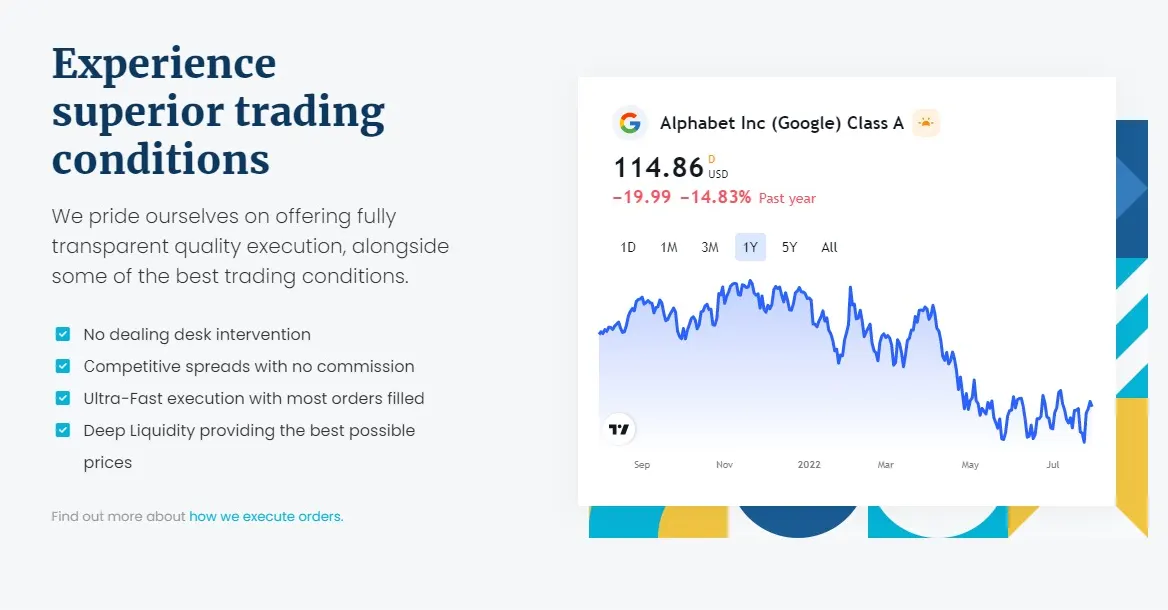 Experience
superior trading
conditions
We pride ourselves on offering fully
transparent quality execution, alongside
some of the best trading conditions.
No dealing desk intervention
Competitive spreads with no commission
Ultra-Fast execution with most orders filled
Deep Liquidity providing the best possible
prices
Find out more about how we execute orders.
Alphabet Inc (Google) Class A
114.86 D USD
−19.99 −14.83% Past year
1D 1M 3M 1Y 5Y All
Sep Nov 2022 Mar May Jul